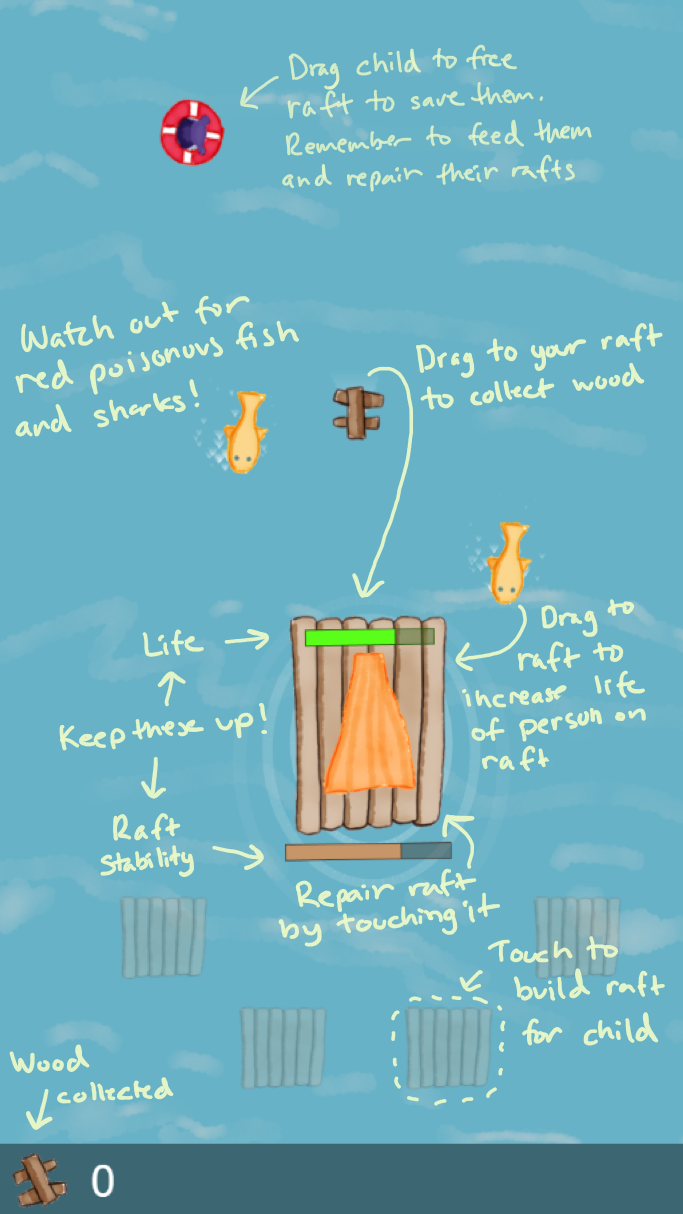 Drag child to free
raft to save them.
Remember to feed them
and repair their rafts
Watch out for
red poisonous fish
and sharks!
Drag to your raft
to collect wood
Drag to
raft to
increase life
of person on
raft
Life
Keep these up!
Raft
Stability
Repair raft
by touching it
Touch to
build raft
for child
Wood
collected
0